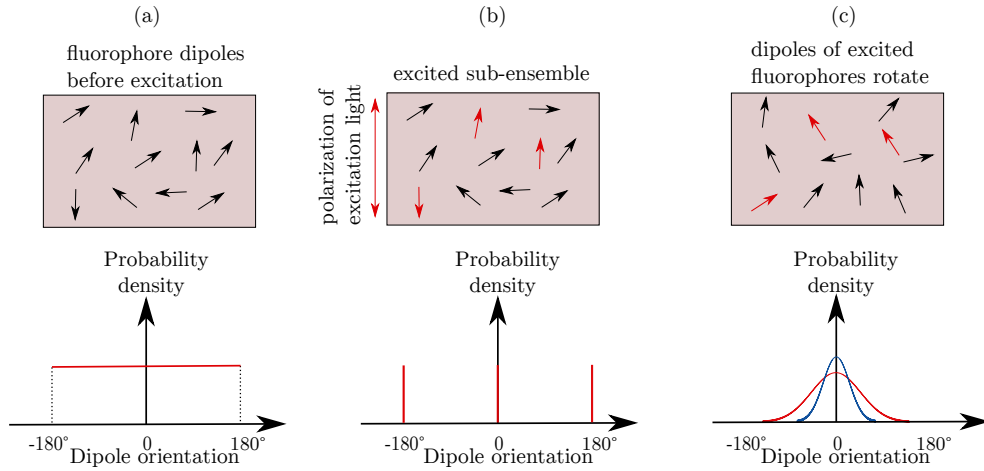 (a)
fluorophore dipoles
before excitation
Probability
density
-180°
0
180°
Dipole orientation
(b)
excited sub-ensemble
polarization of
excitation light
Probability
density
-180°
0
180°
Dipole orientation
(c)
dipoles of excited
fluorophores rotate
Probability
density
-180°
0
180°
Dipole orientation